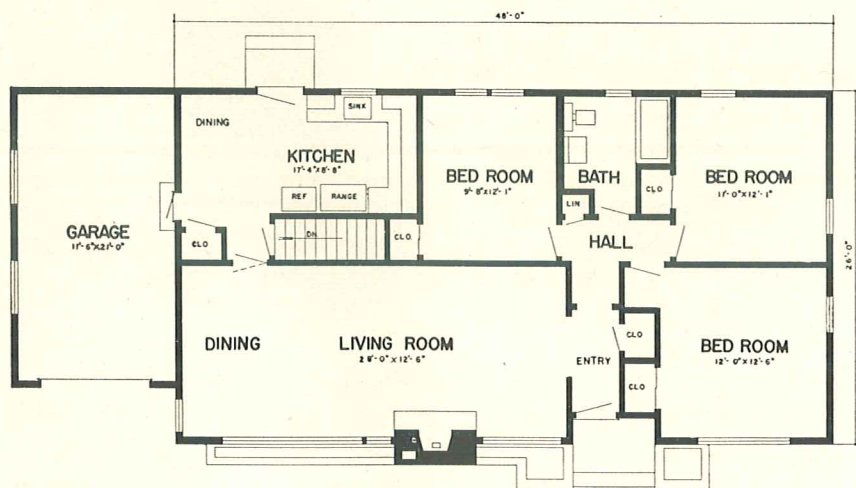 48'-0"
SINK
DINING
KITCHEN
17'-4"X8'-8"
REF
RANGE
BED ROOM
9'-8"X12'-1"
BATH
LIN
CLO
BED ROOM
11'-0"X12'-1"
GARAGE
11'-6"X21'-0"
CLO
DN
CLO
HALL
26'-0"
DINING
LIVING ROOM
28'-0"X12'-6"
ENTRY
CLO
CLO
BED ROOM
12'-0"X12'-6"